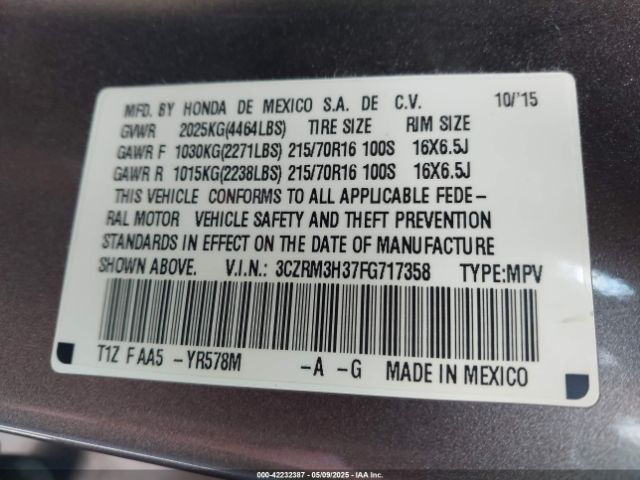 MFD. BY HONDA DE MEXICO S.A. DE C.V. 10/'15
GVWR 2025KG(4464LBS) TIRE SIZE RIM SIZE
GAWR F 1030KG(2271LBS) 215/70R16 100S 16X6.5J
GAWR R 1015KG(2238LBS) 215/70R16 100S 16X6.5J
THIS VEHICLE CONFORMS TO ALL APPLICABLE FEDE-
RAL MOTOR VEHICLE SAFETY AND THEFT PREVENTION
STANDARDS IN EFFECT ON THE DATE OF MANUFACTURE
SHOWN ABOVE. V.I.N.: 3CZRM3H37FG717358 TYPE:MPV
T1Z F AA5 -YR578M -A -G MADE IN MEXICO
000-42232387 - 05/09/2025 - IAA, Inc.